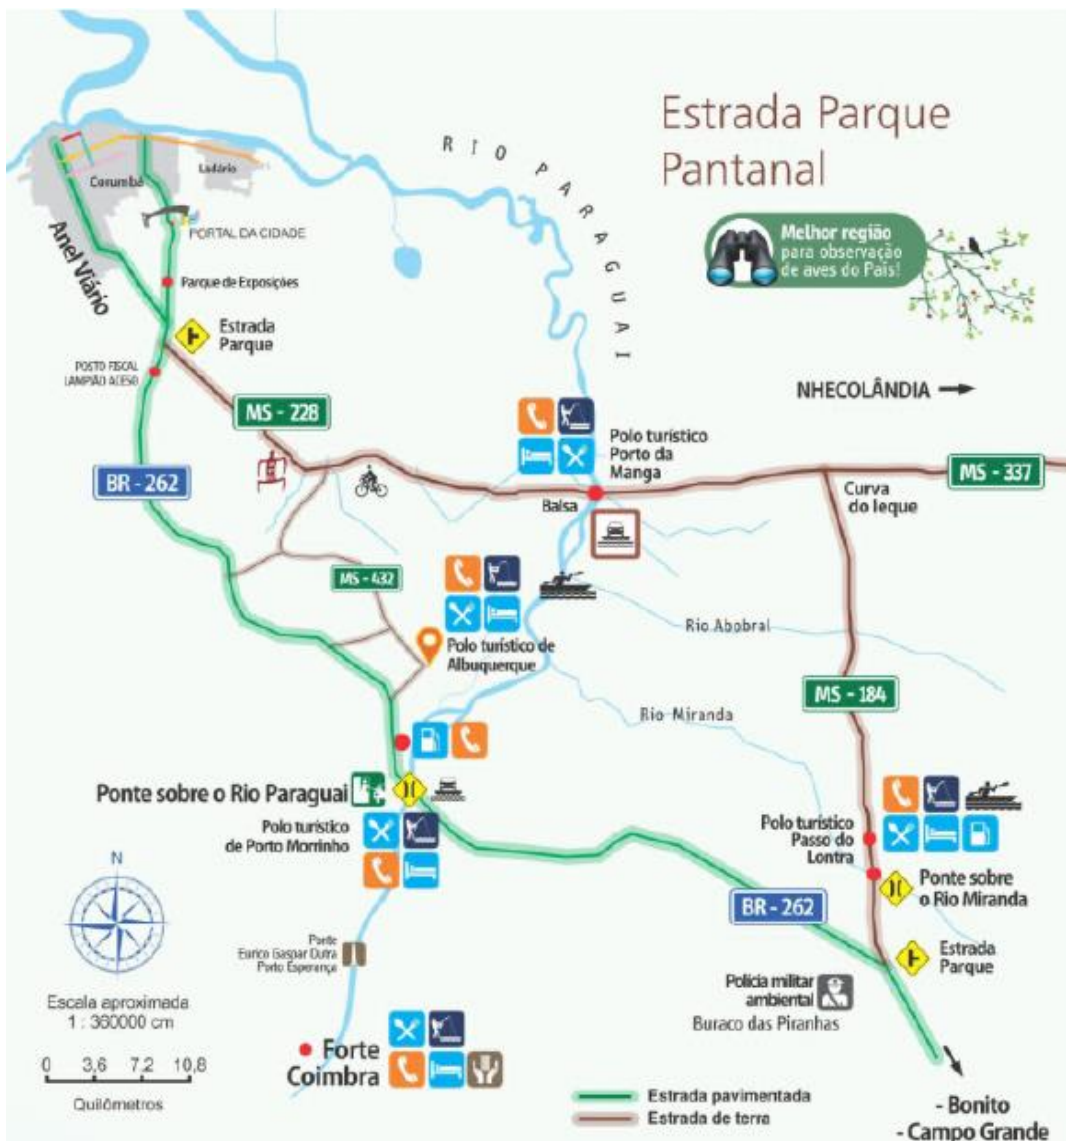 Estrada Parque
Pantanal
RIO PARAGUAI
Melhor região
para observação
de aves do País!
Corumbá
Ladário
Anel Viário
PORTAL DA CIDADE
Parque de Exposições
Estrada
Parque
POSTO FISCAL
LAMPIÃO ACESO
NHECOLÂNDIA
MS - 228
BR - 262
Polo turístico
Porto da
Manga
MS - 337
Balsa
Curva
do leque
MS - 432
Rio Abobral
Polo turístico de
Albuquerque
MS - 184
Rio Miranda
Ponte sobre o Rio Paraguai
Polo turístico
de Porto Morrinho
Polo turístico
Passo do
Lontra
Ponte sobre
o Rio Miranda
BR - 262
N
Ponte
Eurico Gaspar Dutra
Porto Esperança
Estrada
Parque
Polícia militar
ambiental
Buraco das Piranhas
Escala aproximada
1 : 360000 cm
0 3,6 7,2 10,8
Quilômetros
Forte
Coimbra
Estrada pavimentada
Estrada de terra
- Bonito
- Campo Grande